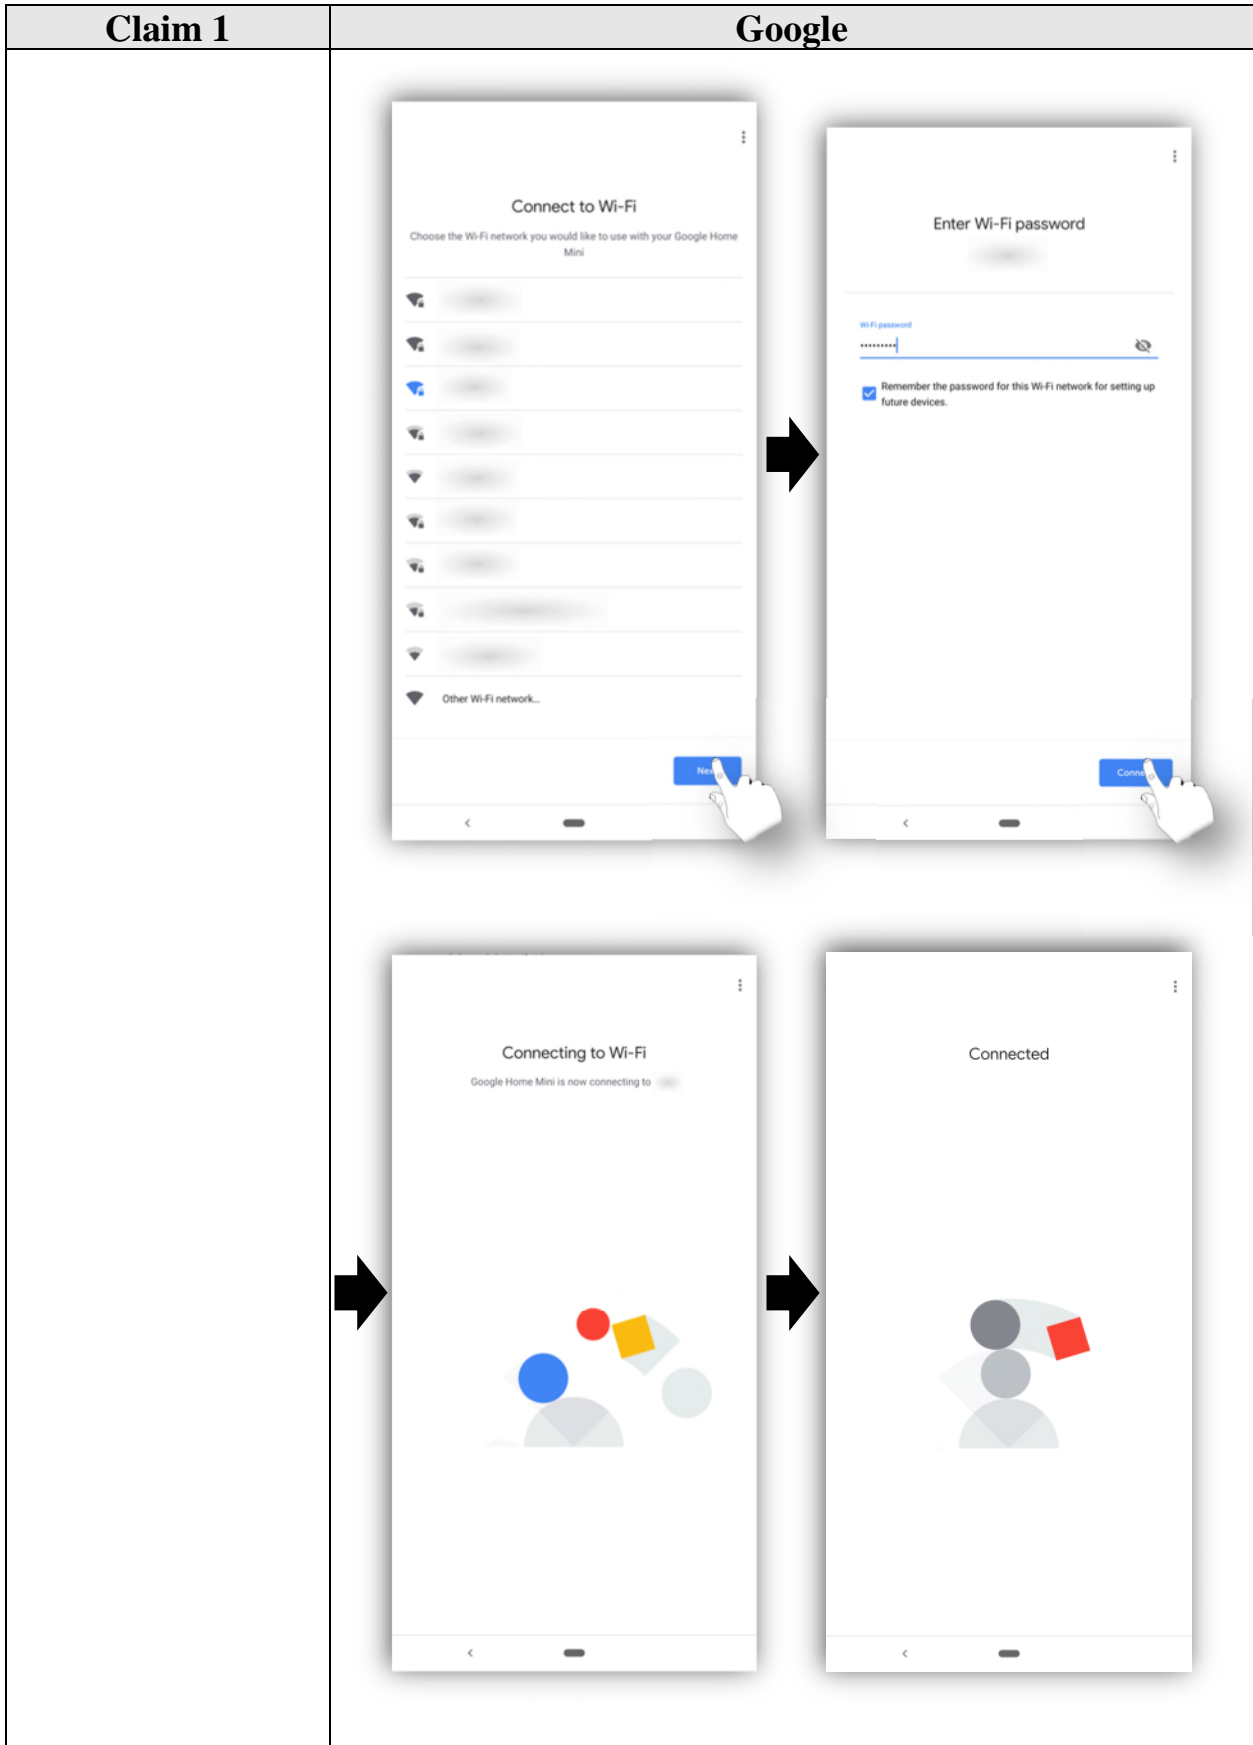 Claim 1
Google
Connect to Wi-Fi
Choose the Wi-Fi network you would like to use with your Google Home
Mini
Other Wi-Fi network...
Enter Wi-Fi password
Wi-Fi password
•••••••••
Remember the password for this Wi-Fi network for setting up
future devices.
Connecting to Wi-Fi
Google Home Mini is now connecting to
Connected